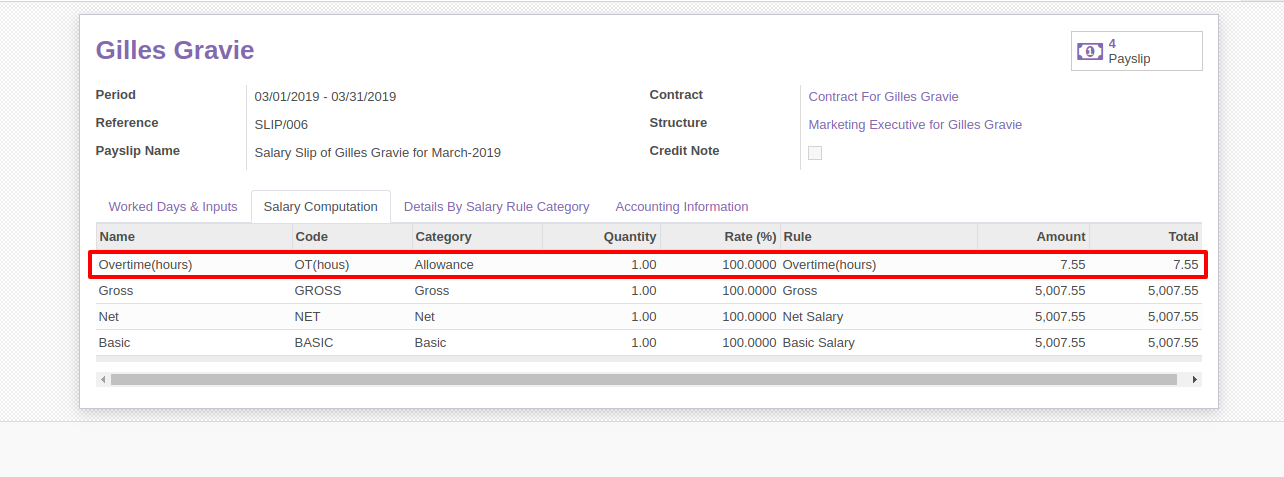 Gilles Gravie
4
Payslip
Period 03/01/2019 - 03/31/2019 Contract Contract For Gilles Gravie
Reference SLIP/006 Structure Marketing Executive for Gilles Gravie
Payslip Name Salary Slip of Gilles Gravie for March-2019 Credit Note
Worked Days & Inputs Salary Computation Details By Salary Rule Category Accounting Information
Name Code Category Quantity Rate (%) Rule Amount Total
Overtime(hours) OT(hous) Allowance 1.00 100.0000 Overtime(hours) 7.55 7.55
Gross GROSS Gross 1.00 100.0000 Gross 5,007.55 5,007.55
Net NET Net 1.00 100.0000 Net Salary 5,007.55 5,007.55
Basic BASIC Basic 1.00 100.0000 Basic Salary 5,007.55 5,007.55